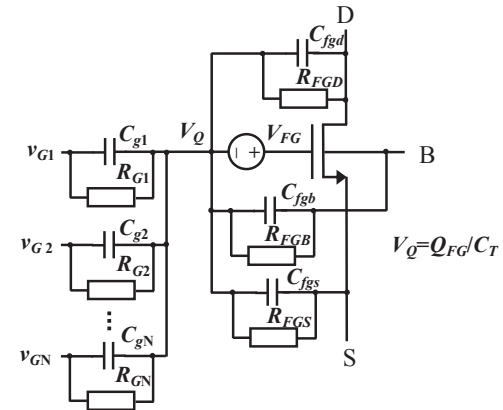 D
C_fgd
R_FGD
V_Q
V_FG
C_g1
v_G1
R_G1
B
C_fgb
R_FGB
C_g2
v_G2
R_G2
V_Q=Q_FG/C_T
C_fgs
R_FGS
C_gN
v_GN
R_GN
S